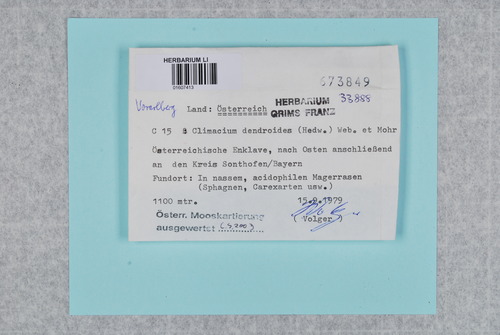 HERBARIUM LI
01607413
673849
Vorarlberg Land: Österreich HERBARIUM 33888
GRIMS FRANZ
C 15 8 Climacium dendroides (Hedw.) Web. et Mohr
Österreichische Enklave, nach Osten anschließend
an den Kreis Sonthofen/Bayern
Fundort: In nassem, acidophilen Magerrasen
(Sphagnen, Carexarten usw.)
1100 mtr. 15.9.1979
Österr. Mooskartierung
ausgewertet ( Volger )